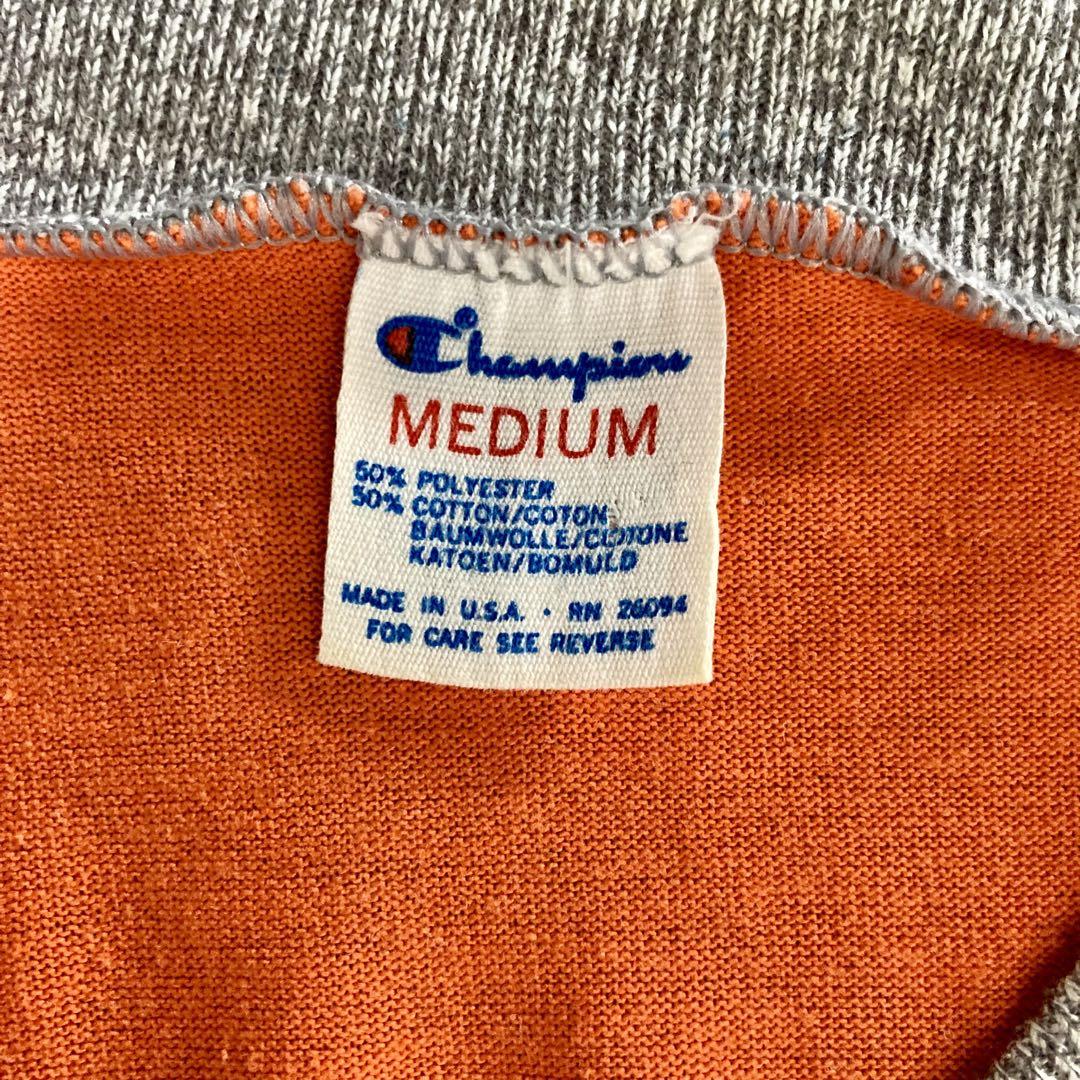 Champion
MEDIUM
50% POLYESTER
50% COTTON/COTON
BAUMWOLLE/COTONE
KATOEN/BOMULD
MADE IN U.S.A. · RN 26094
FOR CARE SEE REVERSE